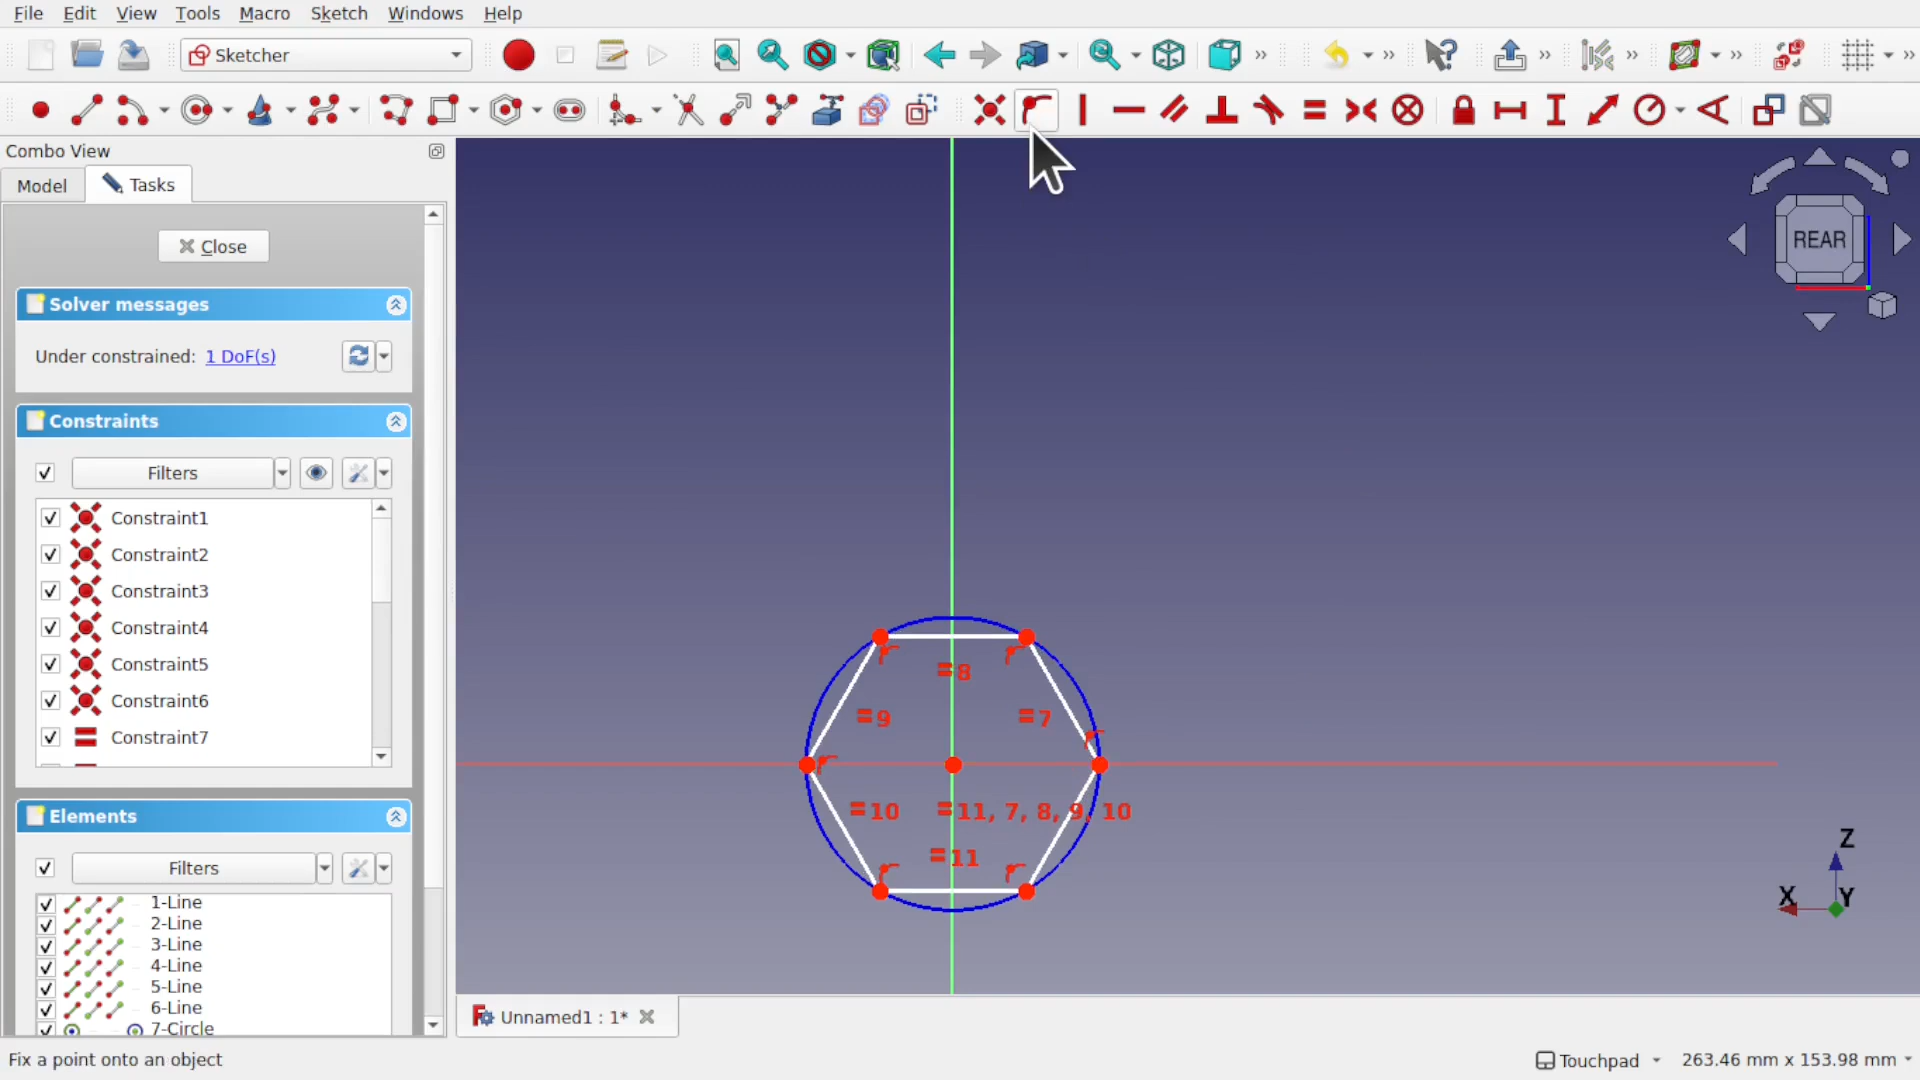 File Edit View Tools Macro Sketch Windows Help
Sketcher
Combo View
Model Tasks
Close
Solver messages
Under constrained: 1 DoF(s)
Constraints
Filters
Constraint1
Constraint2
Constraint3
Constraint4
Constraint5
Constraint6
Constraint7
Elements
Filters
1-Line
2-Line
3-Line
4-Line
5-Line
6-Line
7-Circle
REAR
8
9
7
10
11, 7, 8, 9, 10
11
Z
X
Y
Unnamed1 : 1*
Fix a point onto an object
Touchpad
263.46 mm x 153.98 mm